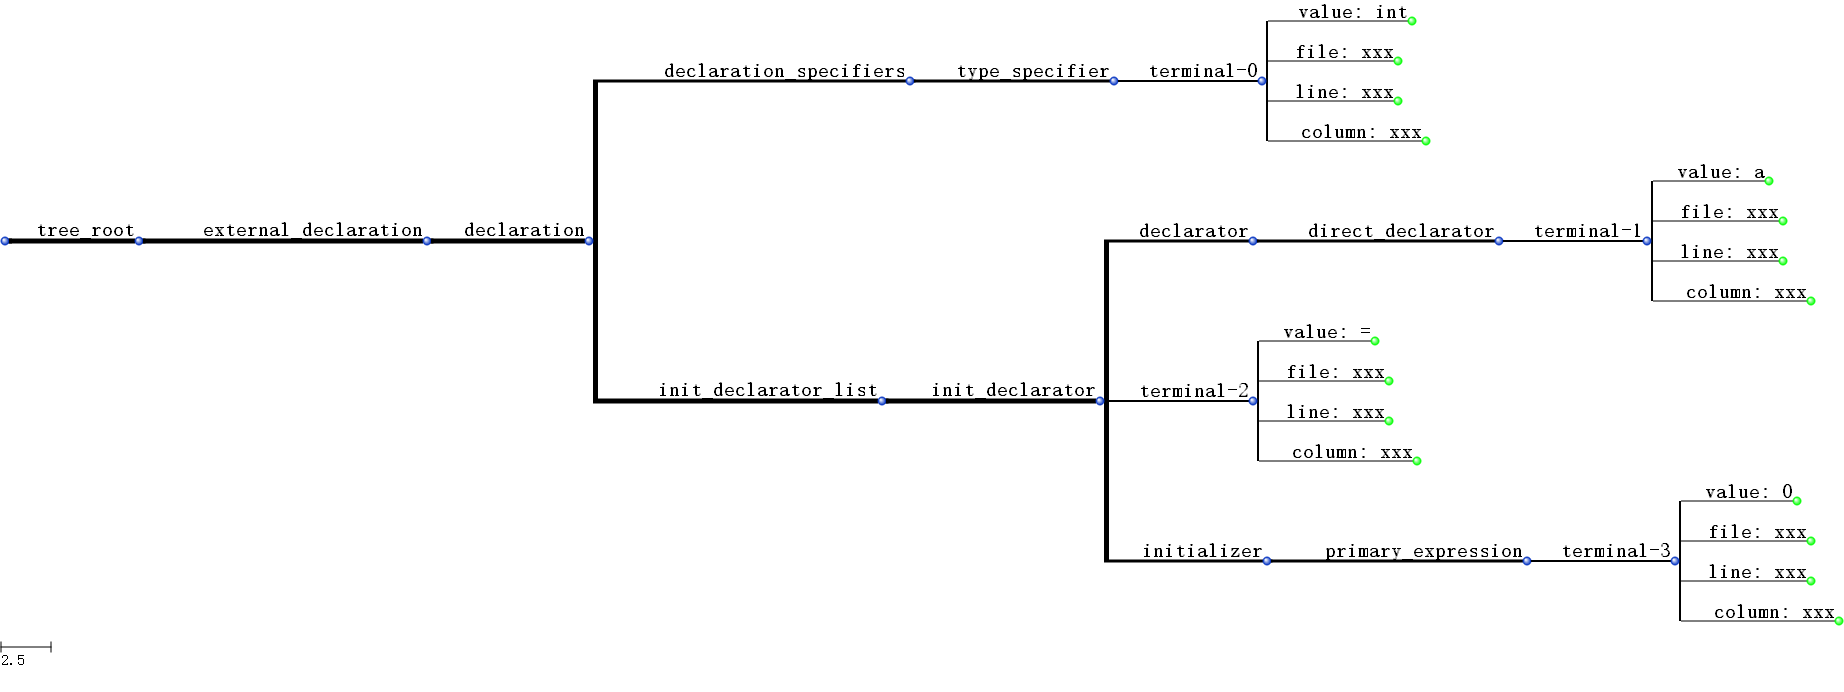 value: int
file: xxx
declaration_specifiers type_specifier terminal-0
line: xxx
column: xxx
value: a
file: xxx
tree_root external_declaration declaration declarator direct_declarator terminal-1
line: xxx
column: xxx
value: =
file: xxx
init_declarator_list init_declarator terminal-2
line: xxx
column: xxx
value: 0
file: xxx
initializer primary_expression terminal-3
line: xxx
column: xxx
2.5